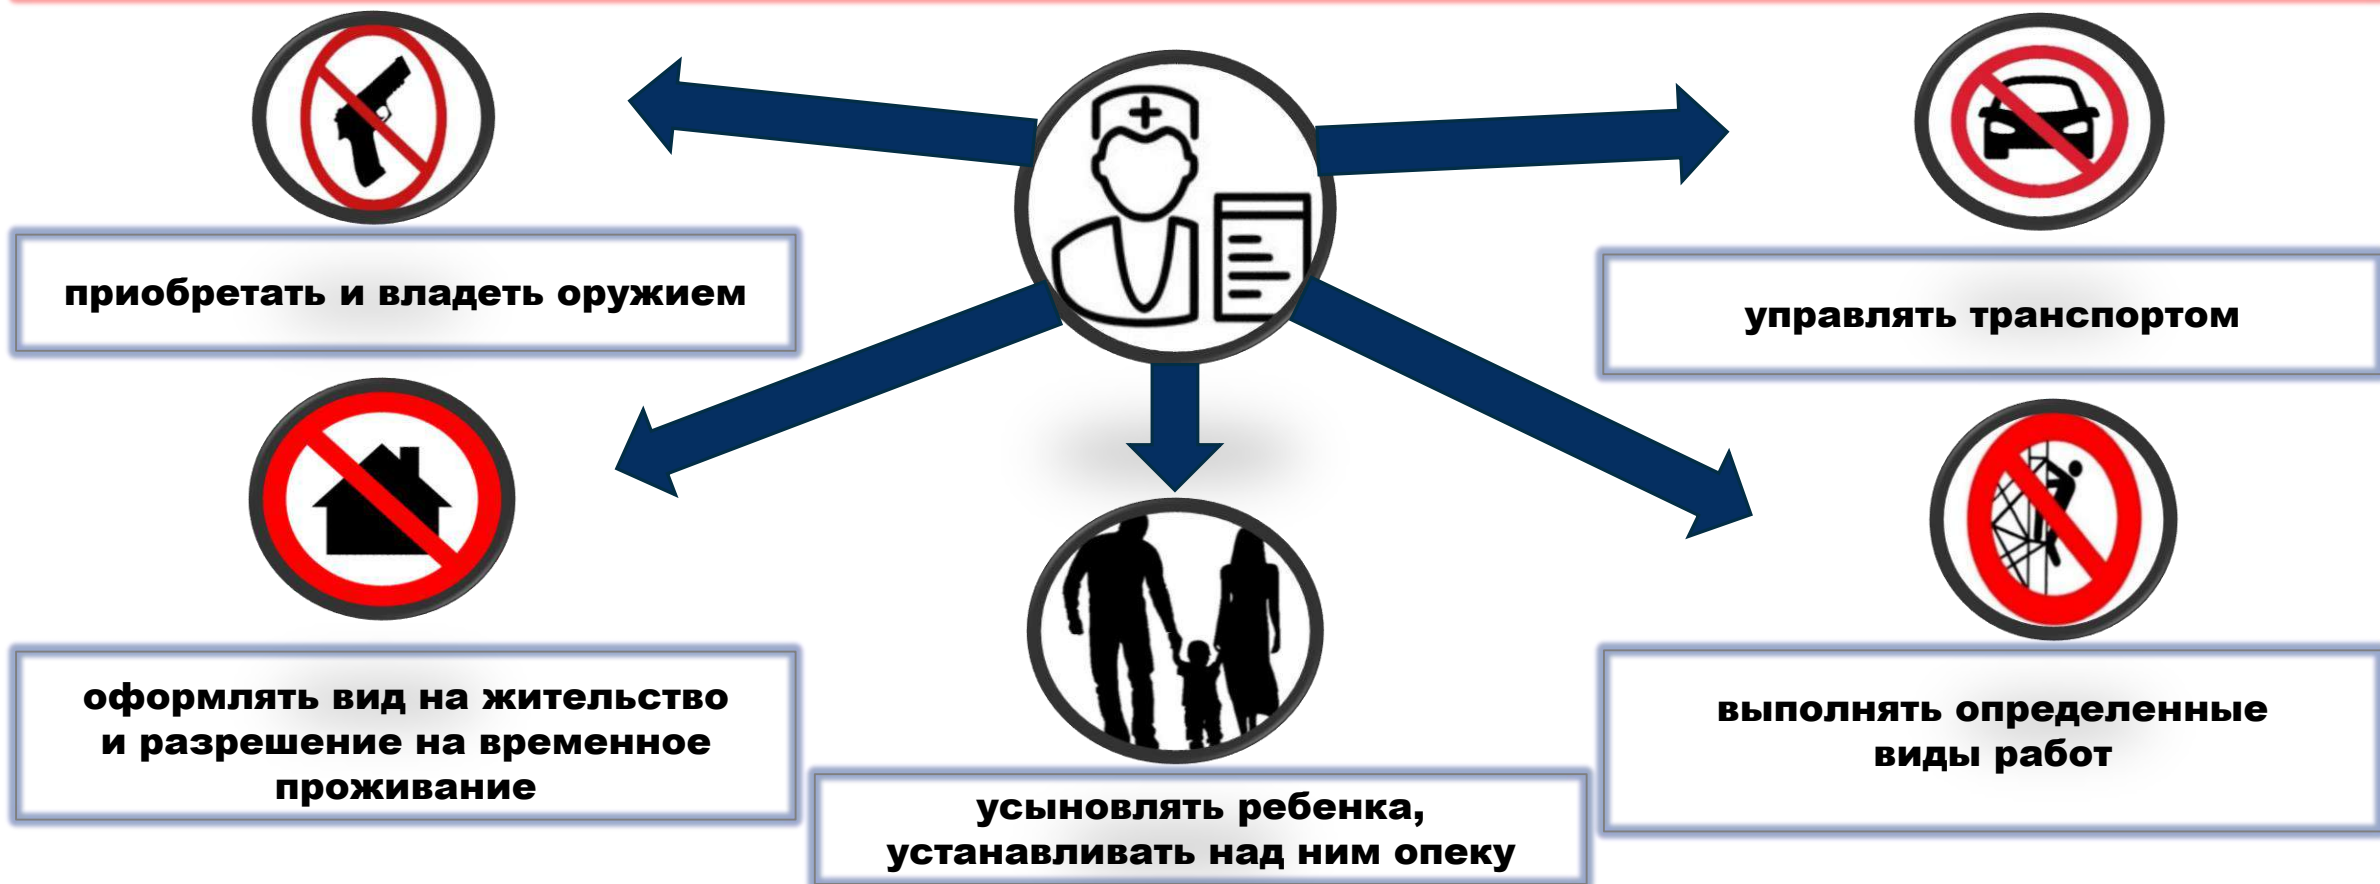 приобретать и владеть оружием
управлять транспортом
оформлять вид на жительство
и разрешение на временное
проживание
усыновлять ребенка,
устанавливать над ним опеку
выполнять определенные
виды работ